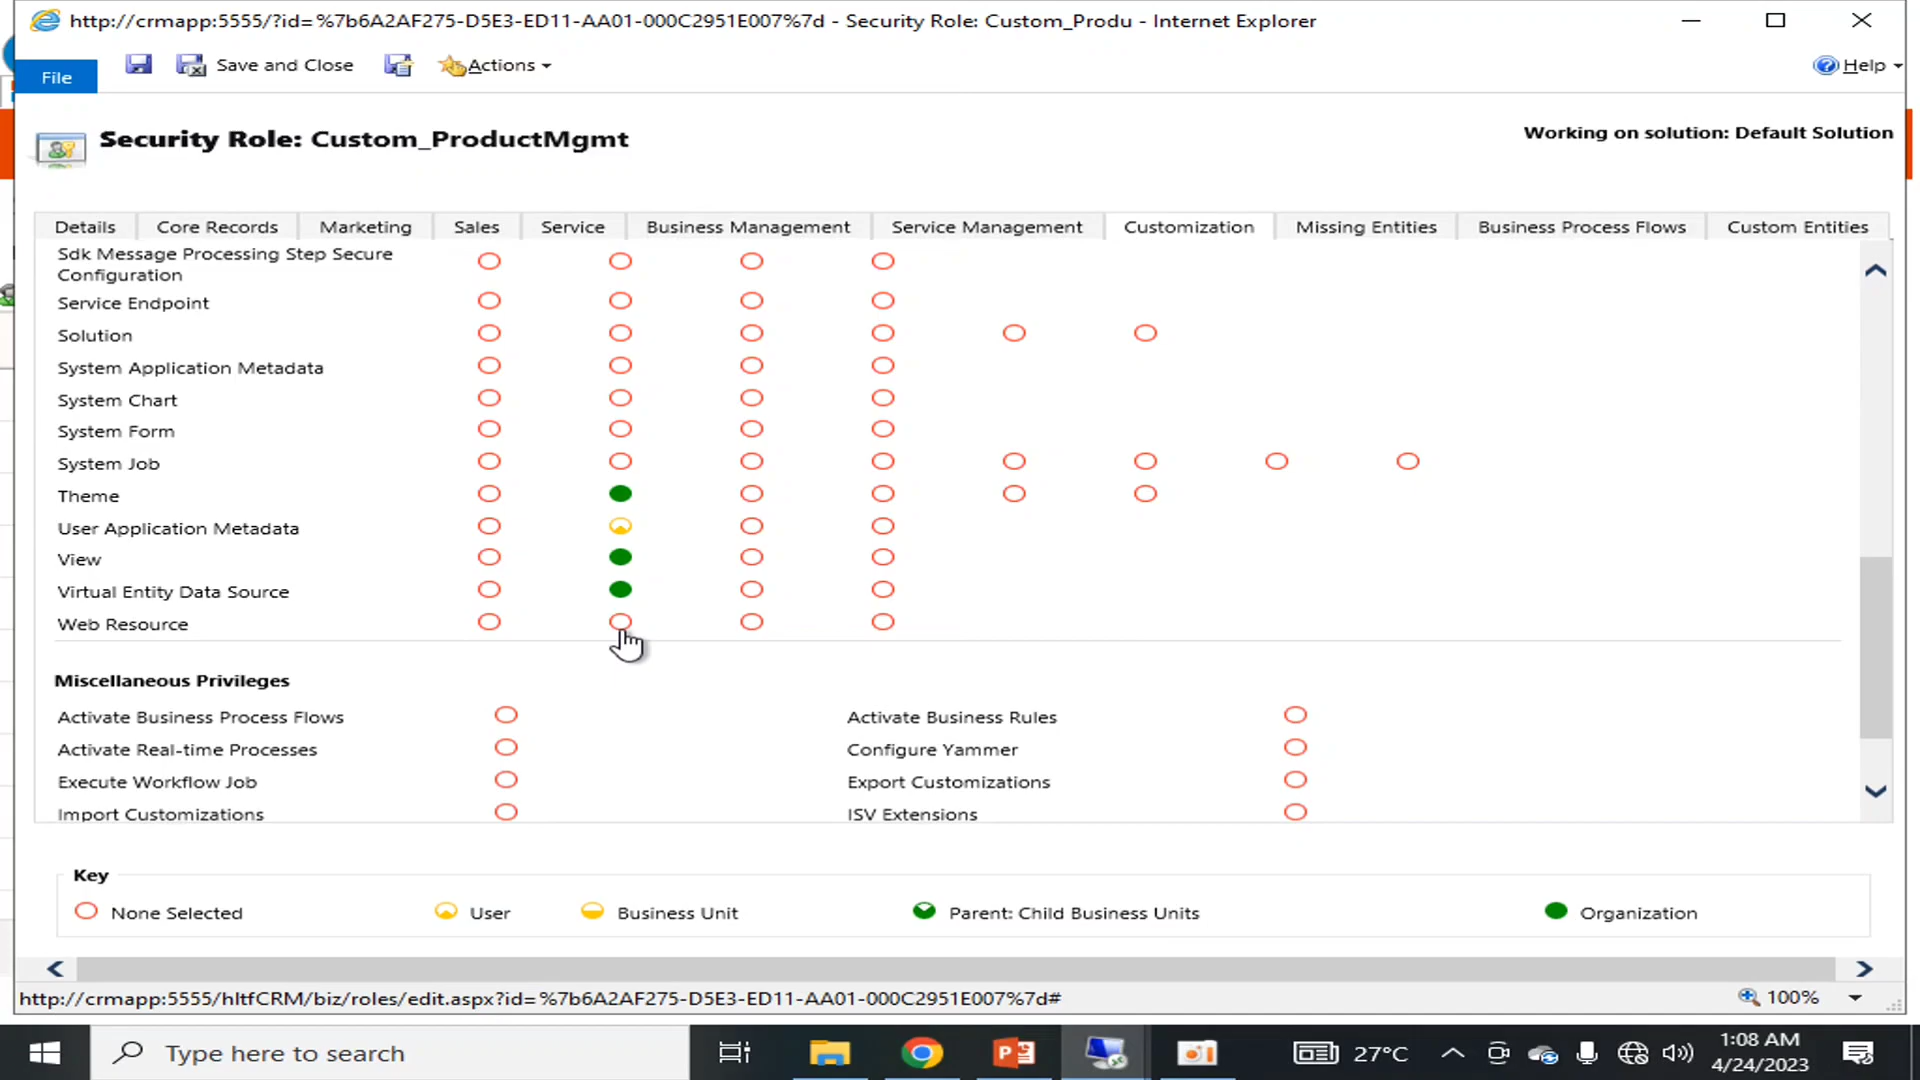 http://crmapp:5555/?id=%7b6A2AF275-D5E3-ED11-AA01-000C2951E007%7d - Security Role: Custom_Produ - Internet Explorer
File
Save and Close
Actions
Help
Security Role: Custom_ProductMgmt
Working on solution: Default Solution
Details Core Records Marketing Sales Service Business Management Service Management Customization Missing Entities Business Process Flows Custom Entities
Sdk Message Processing Step Secure
Configuration
Service Endpoint
Solution
System Application Metadata
System Chart
System Form
System Job
Theme
User Application Metadata
View
Virtual Entity Data Source
Web Resource
Miscellaneous Privileges
Activate Business Process Flows Activate Business Rules
Activate Real-time Processes Configure Yammer
Execute Workflow Job Export Customizations
Import Customizations ISV Extensions
Key
None Selected User Business Unit Parent: Child Business Units Organization
http://crmapp:5555/hltfCRM/biz/roles/edit.aspx?id=%7b6A2AF275-D5E3-ED11-AA01-000C2951E007%7d#
100%
Type here to search
27°C
1:08 AM
4/24/2023